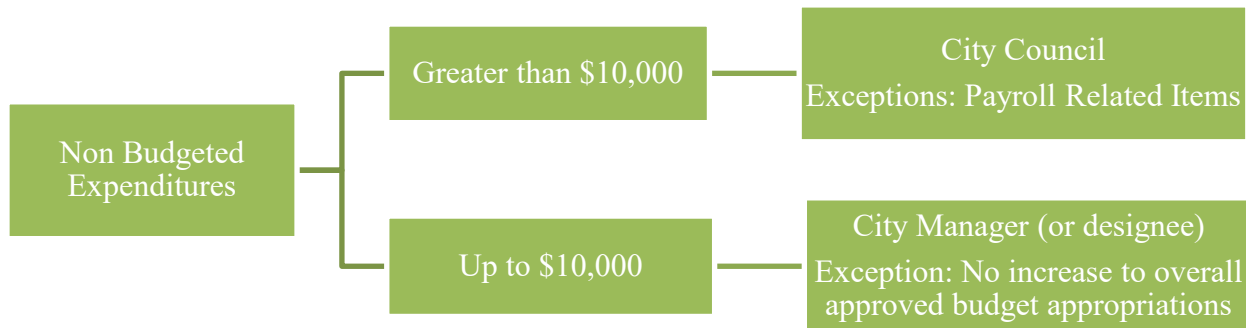 Non Budgeted
Expenditures
Greater than $10,000
City Council
Exceptions: Payroll Related Items
Up to $10,000
City Manager (or designee)
Exception: No increase to overall
approved budget appropriations